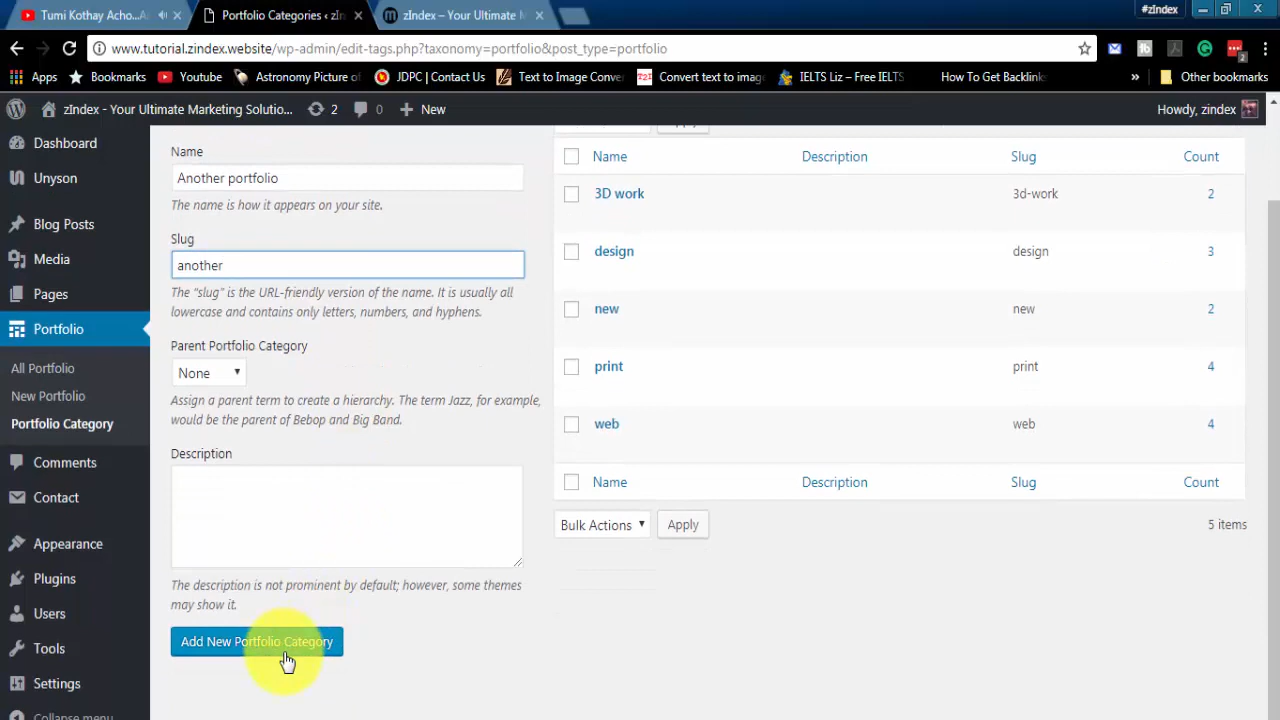 Tumi Kothay Acho...
Portfolio Categories ‹ zIn
zIndex – Your Ultimate M
#zIndex
www.tutorial.zindex.website/wp-admin/edit-tags.php?taxonomy=portfolio&post_type=portfolio
2
Apps
Bookmarks
Youtube
Astronomy Picture of
JDPC | Contact Us
Text to Image Conve
T2I
Convert text to imag
IELTS Liz – Free IELTS
How To Get Backlink
»
Other bookmarks
zIndex - Your Ultimate Marketing Solutio...
2
0
New
Howdy, zindex
Dashboard
Unyson
Blog Posts
Media
Pages
Portfolio
All Portfolio
New Portfolio
Portfolio Category
Comments
Contact
Appearance
Plugins
Users
Tools
Settings
Collapse menu
Name
Another portfolio
The name is how it appears on your site.
Slug
another
The “slug” is the URL-friendly version of the name. It is usually all
lowercase and contains only letters, numbers, and hyphens.
Parent Portfolio Category
None
Assign a parent term to create a hierarchy. The term Jazz, for example,
would be the parent of Bebop and Big Band.
Description
The description is not prominent by default; however, some themes
may show it.
Add New Portfolio Category
Name Description Slug Count
3D work 3d-work 2
design design 3
new new 2
print print 4
web web 4
Name Description Slug Count
Bulk Actions Apply 5 items